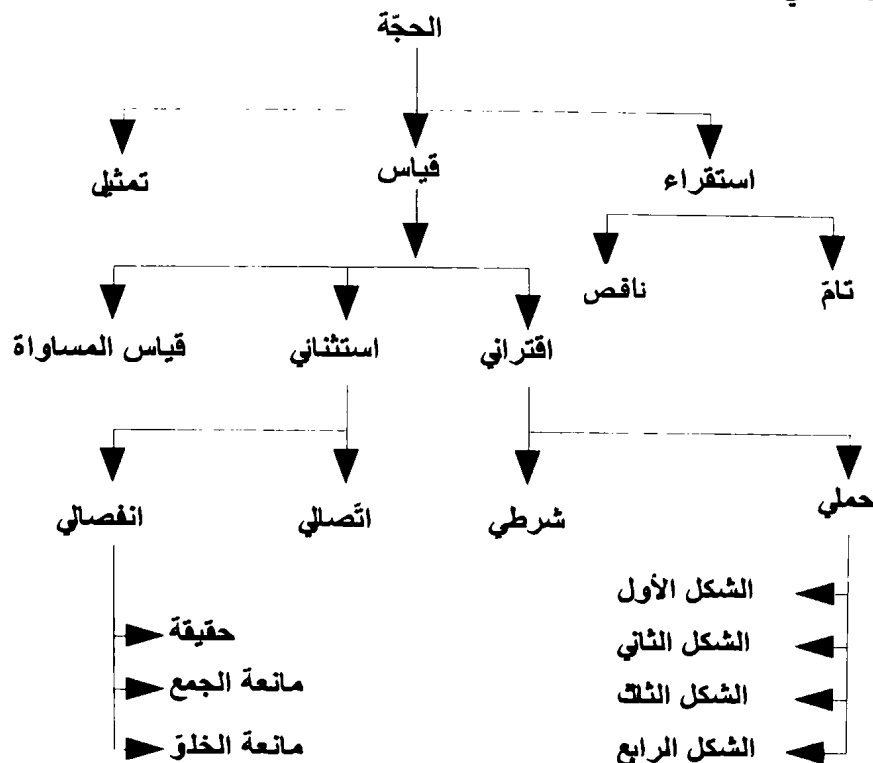 الحجّة
استقراء قياس تمثيل
تامّ ناقص
اقتراني استثنائي قياس المساواة
حملي شرطي اتّصالي انفصالي
الشكل الأول
الشكل الثاني
الشكل الثالث
الشكل الرابع
حقيقة
مانعة الجمع
مانعة الخلوّ